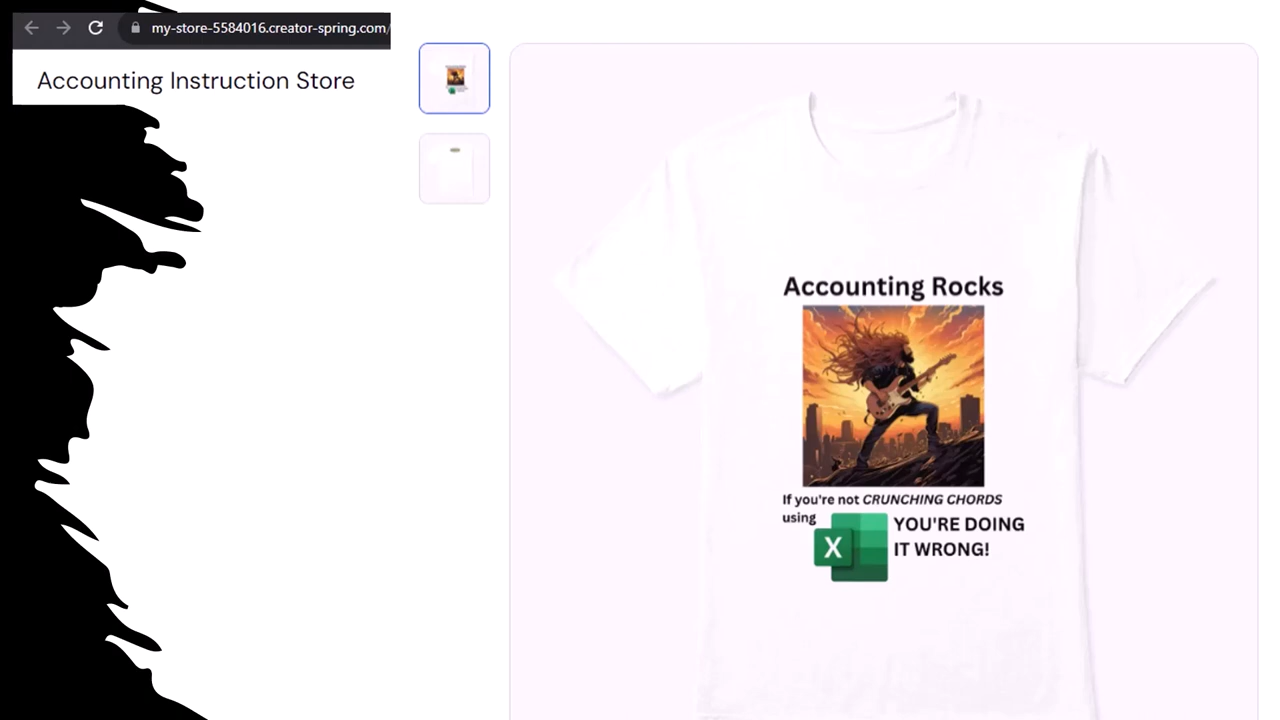 my-store-5584016.creator-spring.com/
Accounting Instruction Store
Accounting Rocks
If you're not CRUNCHING CHORDS
using
X
YOU'RE DOING
IT WRONG!